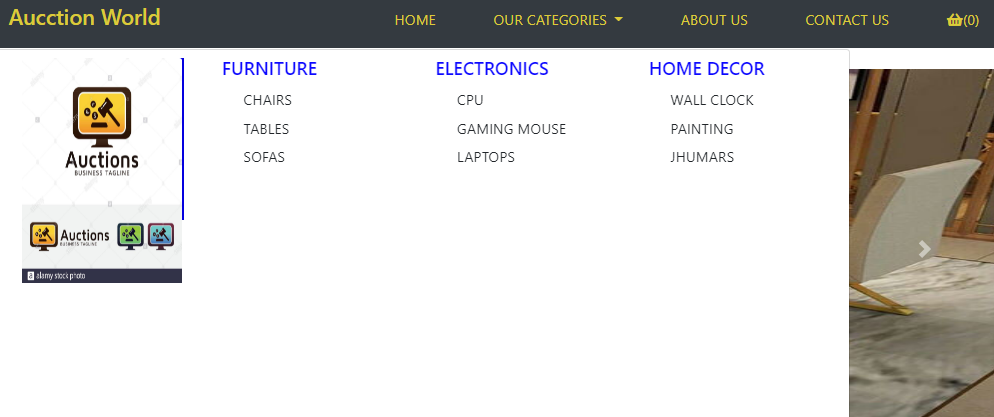 Aucction World
HOME
OUR CATEGORIES
ABOUT US
CONTACT US
(0)
FURNITURE
CHAIRS
TABLES
SOFAS
ELECTRONICS
CPU
GAMING MOUSE
LAPTOPS
HOME DECOR
WALL CLOCK
PAINTING
JHUMARS
Auctions
BUSINESS TAGLINE
Auctions
BUSINESS TAGLINE
a alamy stock photo